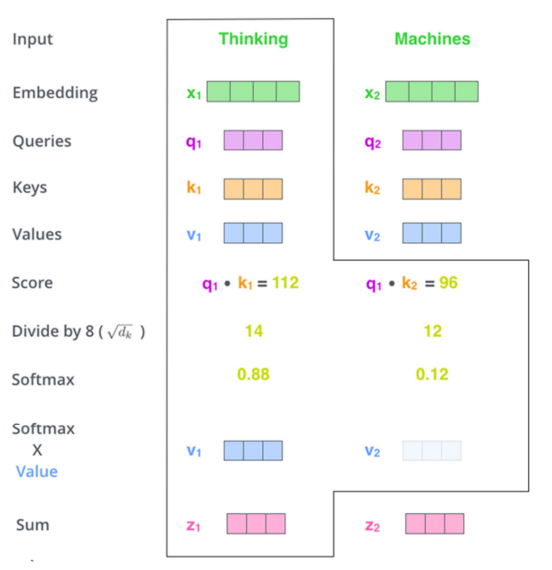 Input Thinking Machines
Embedding x₁ x₂
Queries q₁ q₂
Keys k₁ k₂
Values v₁ v₂
Score q₁ • k₁ = 112 q₁ • k₂ = 96
Divide by 8 ( √dₖ ) 14 12
Softmax 0.88 0.12
Softmax
X v₁ v₂
Value
Sum z₁ z₂